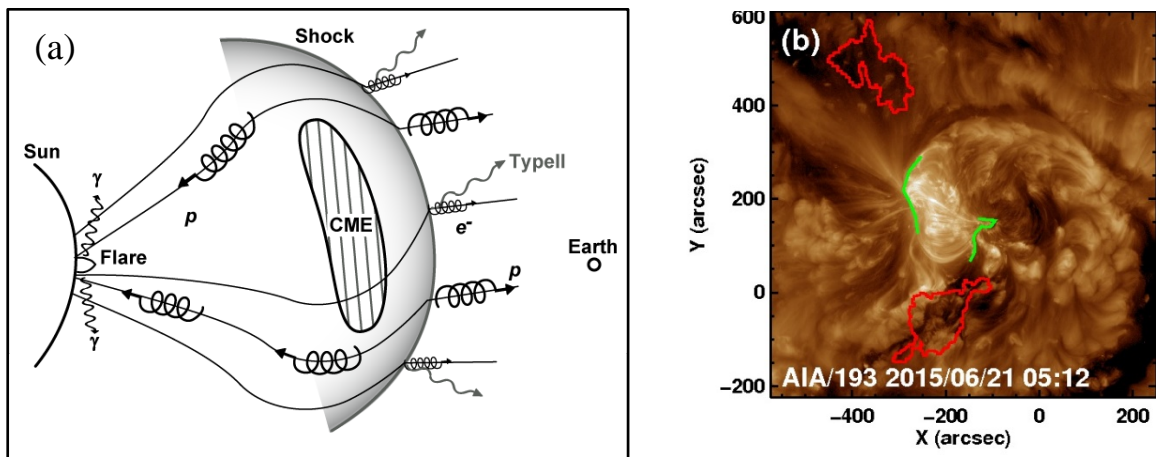 (a)
Shock
Sun
γ
p
TypeII
CME
e-
Flare
Earth
p
γ
(b)
600
400
200
0
−200
Y (arcsec)
AIA/193 2015/06/21 05:12
−400
−200
0
200
X (arcsec)